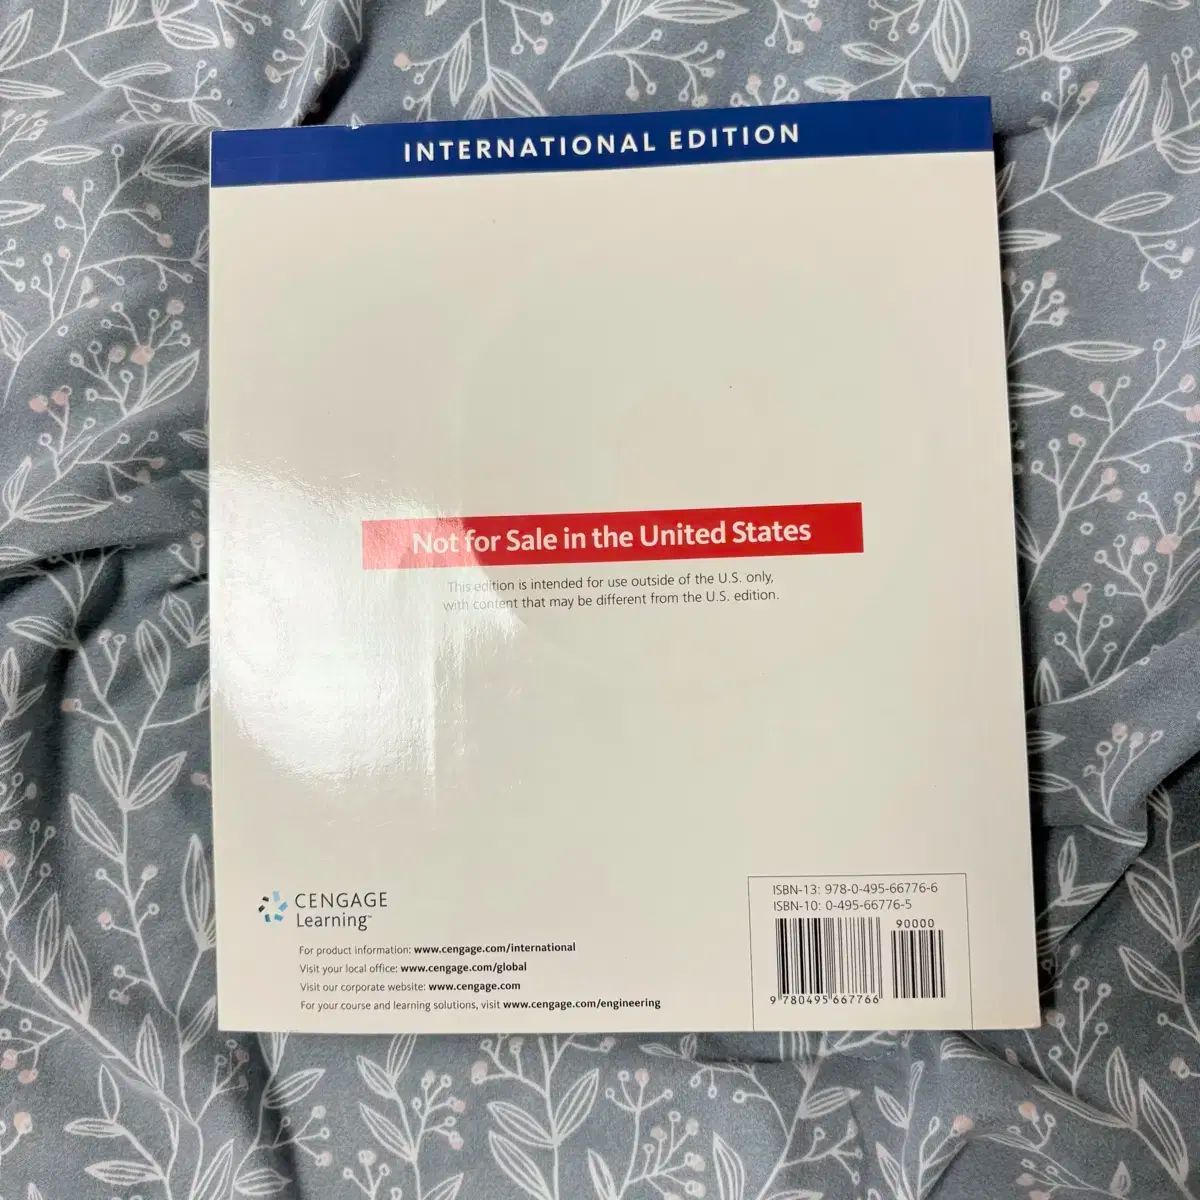 INTERNATIONAL EDITION
Not for Sale in the United States
This edition is intended for use outside of the U.S. only,
with content that may be different from the U.S. edition.
CENGAGE
Learning™
For product information: www.cengage.com/international
Visit your local office: www.cengage.com/global
Visit our corporate website: www.cengage.com
For your course and learning solutions, visit www.cengage.com/engineering
ISBN-13: 978-0-495-66776-6
ISBN-10: 0-495-66776-5
90000
9 780495 667766